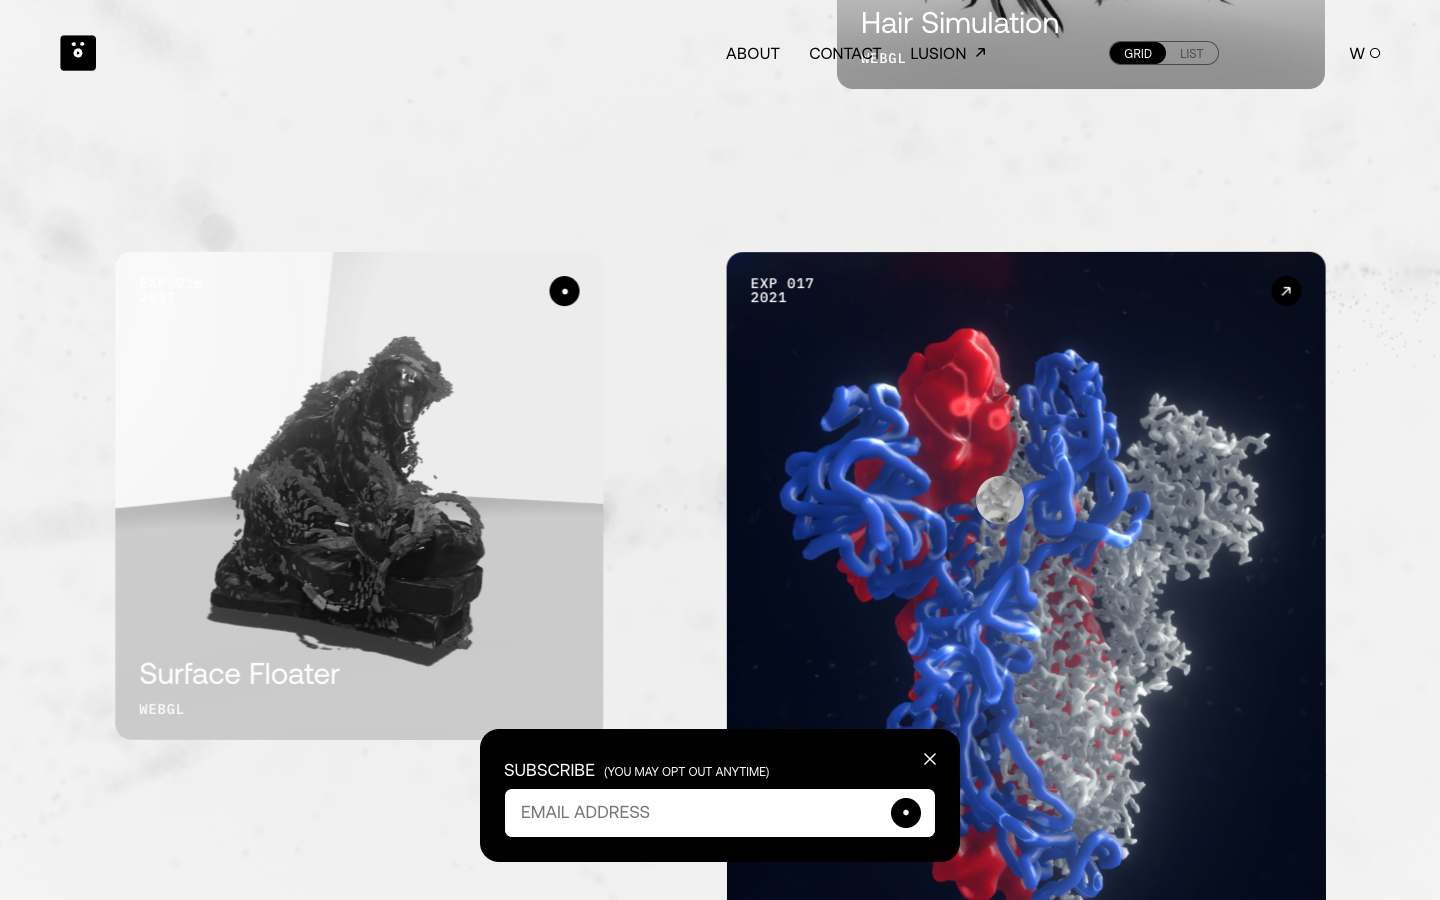 Hair Simulation
ABOUT
CONTACT
LUSION
GRID
LIST
W
WEBGL
EXP 017
2021
Surface Floater
WEBGL
SUBSCRIBE (YOU MAY OPT OUT ANYTIME)
EMAIL ADDRESS